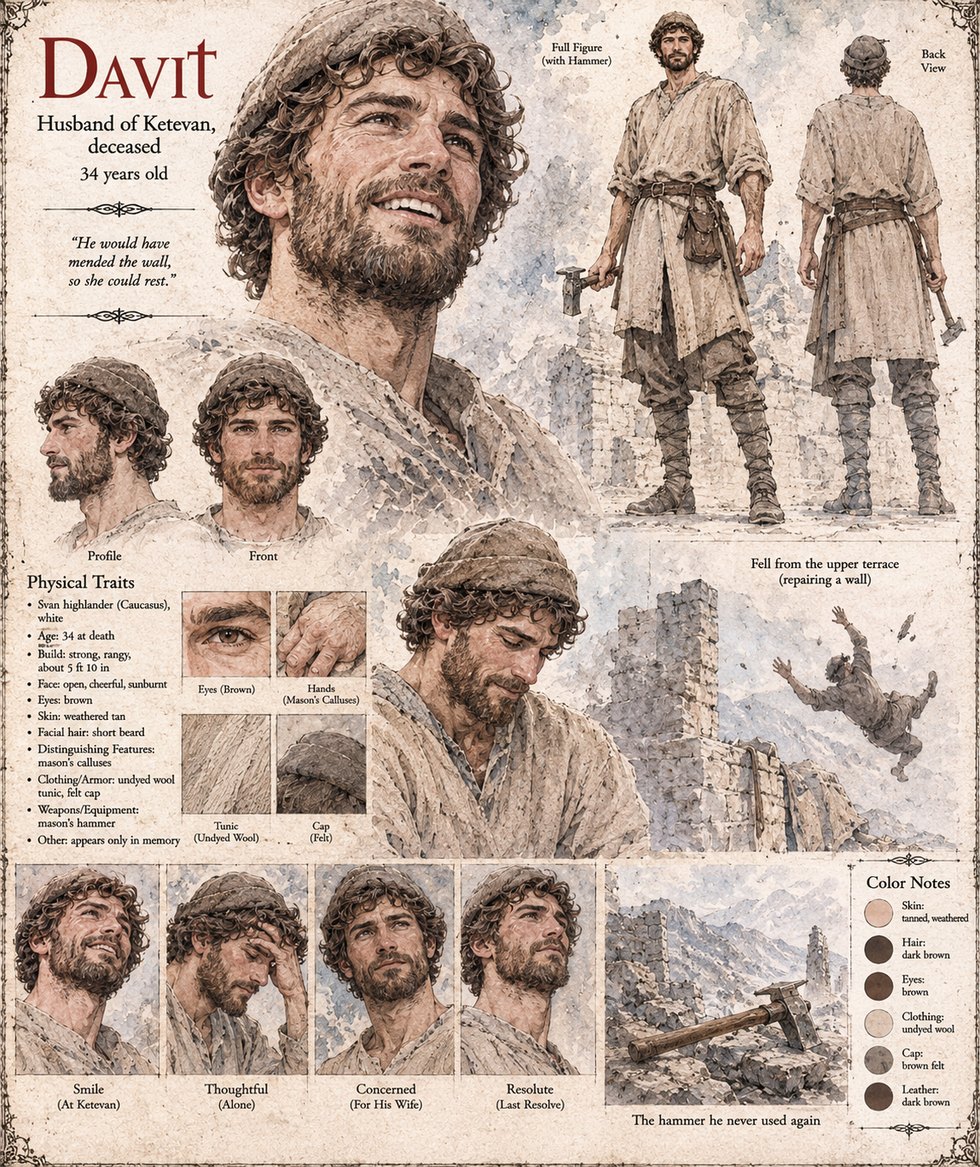 DAVIT
Husband of Ketevan,
deceased
34 years old
“He would have
mended the wall,
so she could rest.”
Full Figure
(with Hammer)
Back
View
Profile
Front
Physical Traits
• Svan highlander (Caucasus),
white
• Age: 34 at death
• Build: strong, rangy,
about 5 ft 10 in
• Face: open, cheerful, sunburnt
• Eyes: brown
• Skin: weathered tan
• Facial hair: short beard
• Distinguishing Features:
mason's calluses
• Clothing/Armor: undyed wool
tunic, felt cap
• Weapons/Equipment:
mason's hammer
• Other: appears only in memory
Eyes (Brown)
Hands
(Mason's Calluses)
Tunic
(Undyed Wool)
Cap
(Felt)
Fell from the upper terrace
(repairing a wall)
Smile
(At Ketevan)
Thoughtful
(Alone)
Concerned
(For His Wife)
Resolute
(Last Resolve)
The hammer he never used again
Color Notes
Skin:
tanned, weathered
Hair:
dark brown
Eyes:
brown
Clothing:
undyed wool
Cap:
brown felt
Leather:
dark brown